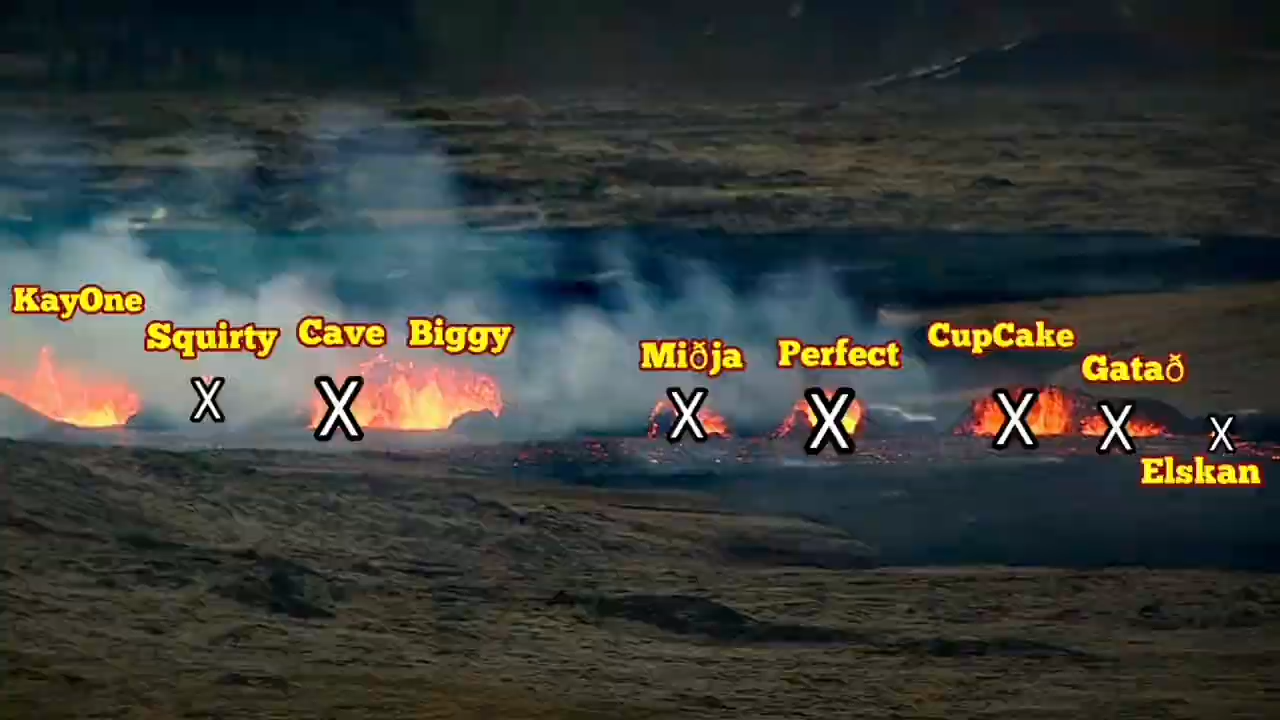 KayOne
Squirty
X
Cave
X
Biggy
Miðja
X
Perfect
X
CupCake
X
Gatað
X
X
Elskan